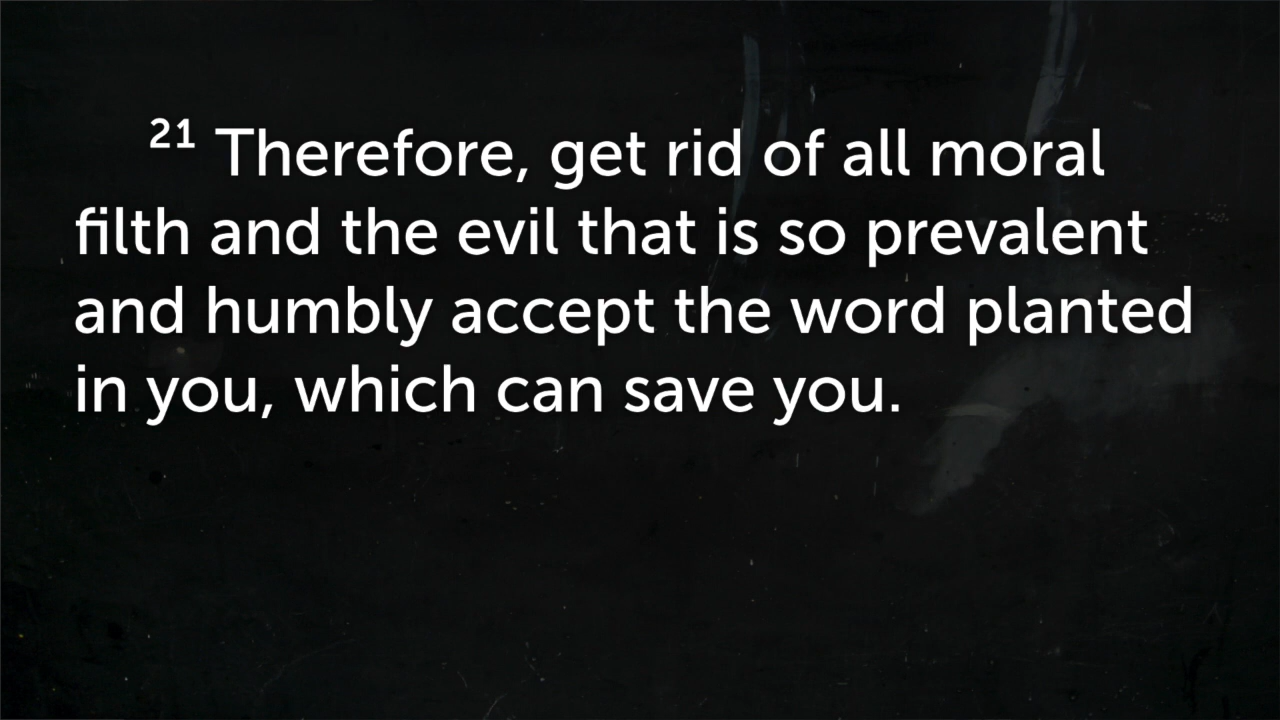 21 Therefore, get rid of all moral
filth and the evil that is so prevalent
and humbly accept the word planted
in you, which can save you.